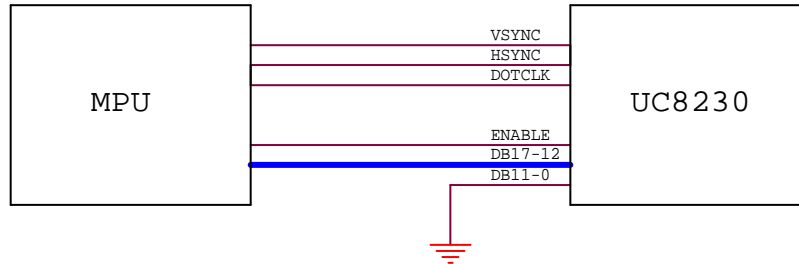 VSYNC
HSYNC
DOTCLK
MPU
UC8230
ENABLE
DB17-12
DB11-0